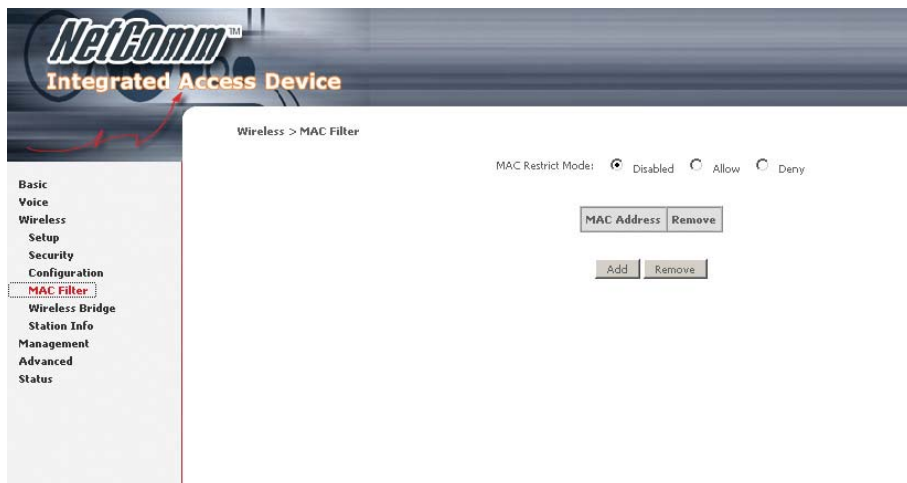 NetComm™
Integrated Access Device
Wireless > MAC Filter
MAC Restrict Mode: Disabled Allow Deny
MAC Address Remove
Add Remove
Basic
Voice
Wireless
Setup
Security
Configuration
MAC Filter
Wireless Bridge
Station Info
Management
Advanced
Status